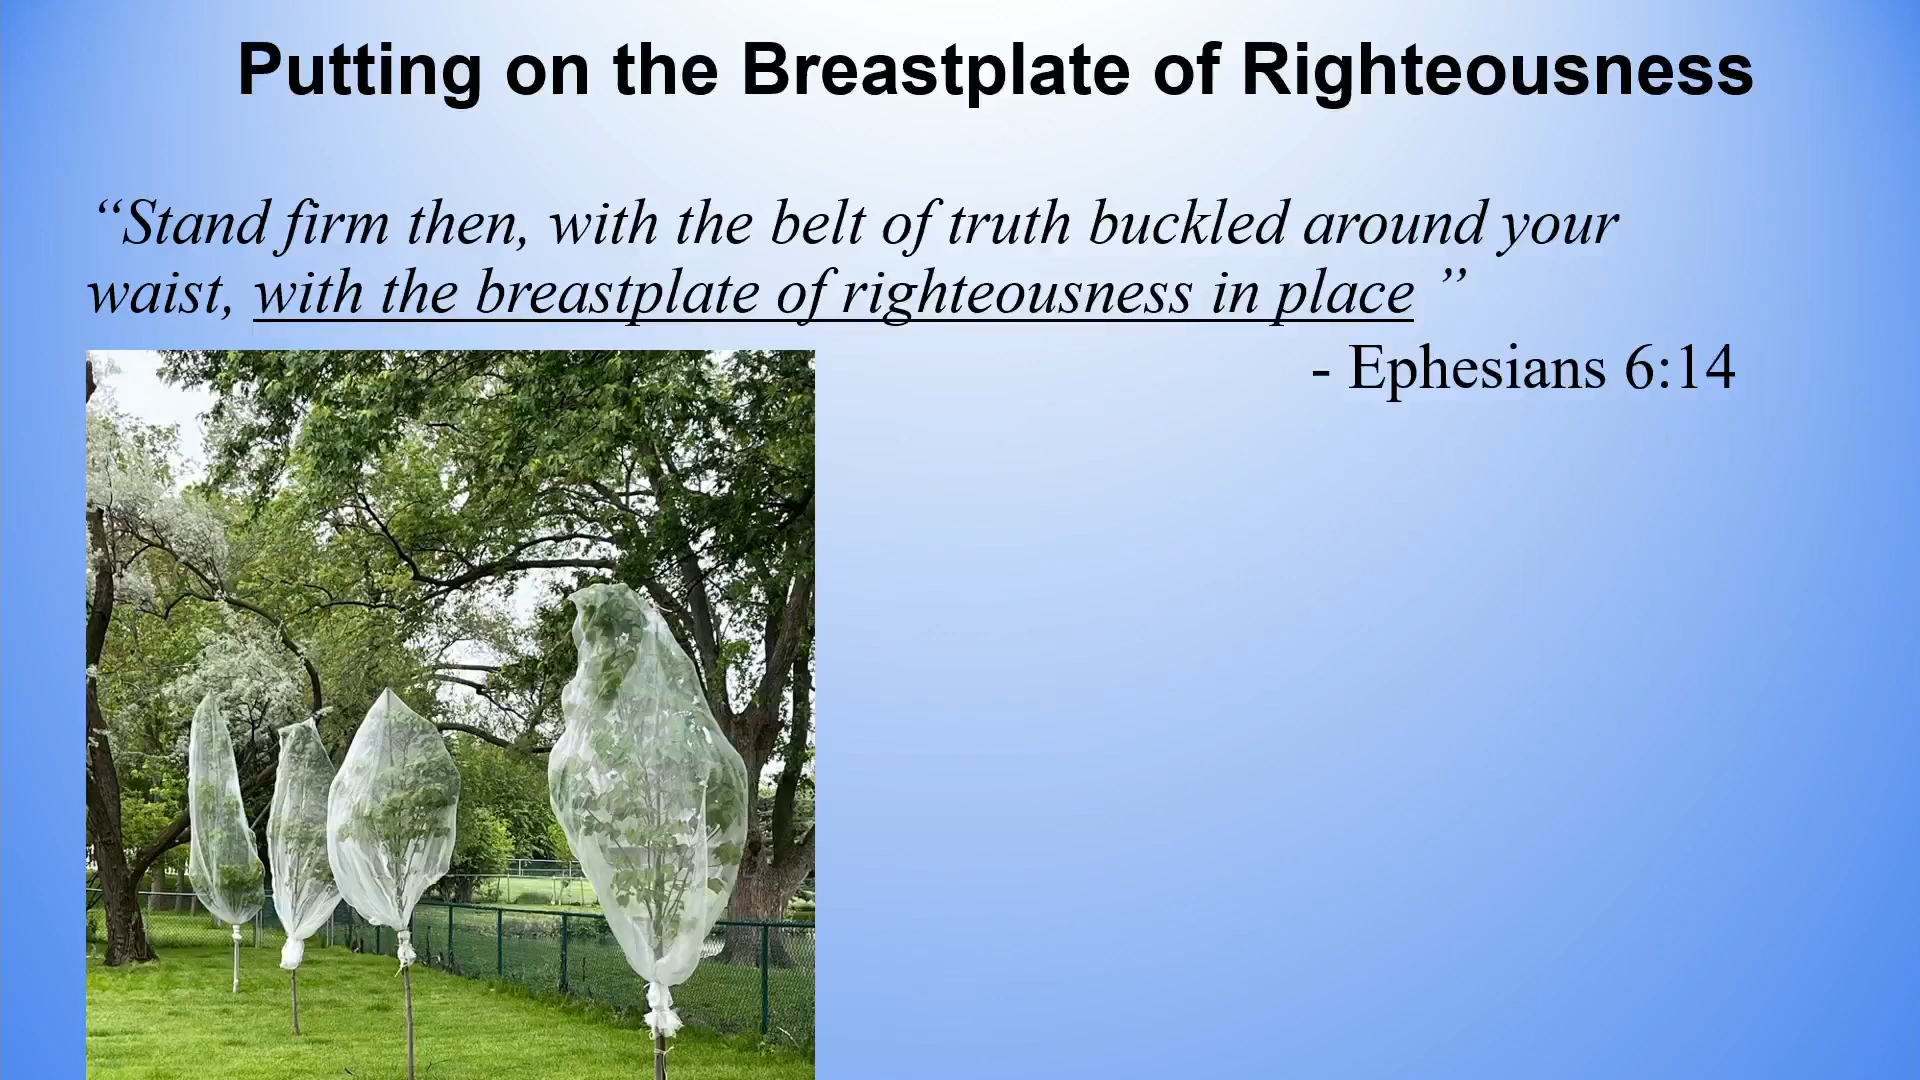 Putting on the Breastplate of Righteousness
“Stand firm then, with the belt of truth buckled around your
waist, with the breastplate of righteousness in place ”
- Ephesians 6:14